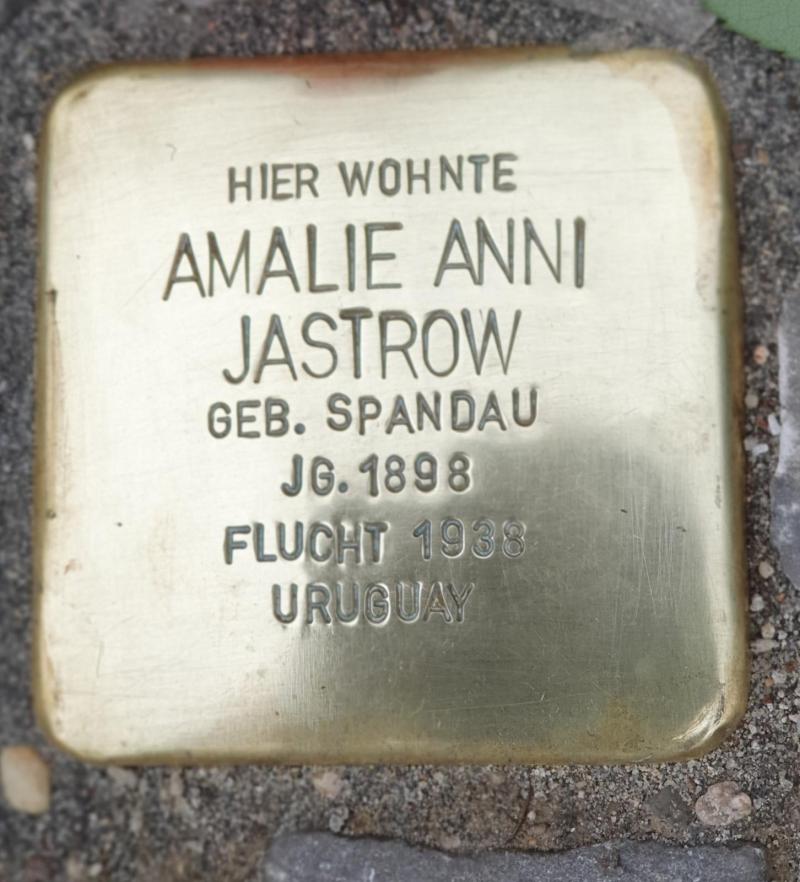 HIER WOHNTE
AMALIE ANNI
JASTROW
GEB. SPANDAU
JG. 1898
FLUCHT 1938
URUGUAY